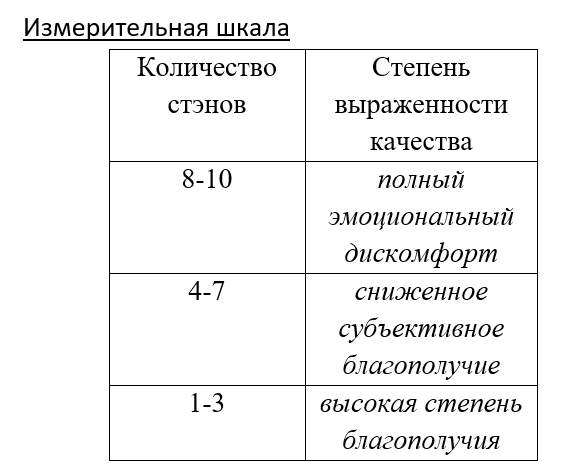 Измерительная шкала
Количество
стэнов
Степень
выраженности
качества
8-10
полный
эмоциональный
дискомфорт
4-7
сниженное
субъективное
благополучие
1-3
высокая степень
благополучия